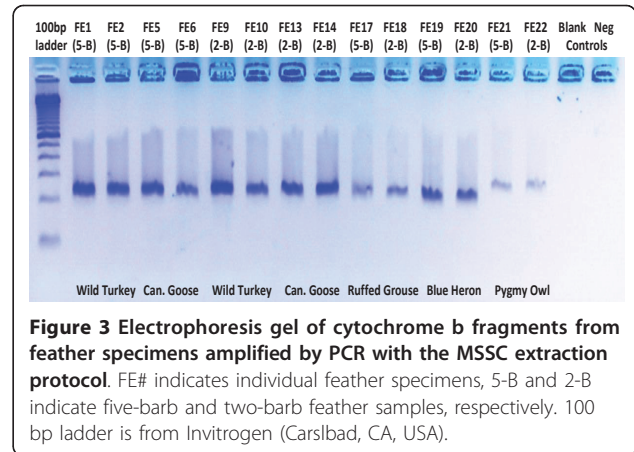 100bp FE1 FE2 FE5 FE6 FE9 FE10 FE13 FE14 FE17 FE18 FE19 FE20 FE21 FE22 Blank Neg
ladder (5-B) (5-B) (5-B) (5-B) (2-B) (2-B) (2-B) (2-B) (5-B) (2-B) (5-B) (2-B) (5-B) (2-B) Controls
Wild Turkey Can. Goose Wild Turkey Can. Goose Ruffed Grouse Blue Heron Pygmy Owl
Figure 3 Electrophoresis gel of cytochrome b fragments from
feather specimens amplified by PCR with the MSSC extraction
protocol. FE# indicates individual feather specimens, 5-B and 2-B
indicate five-barb and two-barb feather samples, respectively. 100
bp ladder is from Invitrogen (Carslbad, CA, USA).